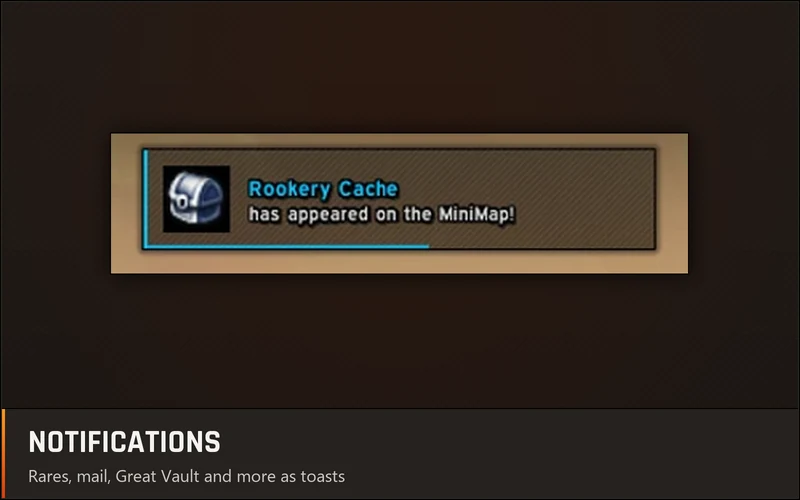 Rookery Cache
has appeared on the MiniMap!
NOTIFICATIONS
Rares, mail, Great Vault and more as toasts